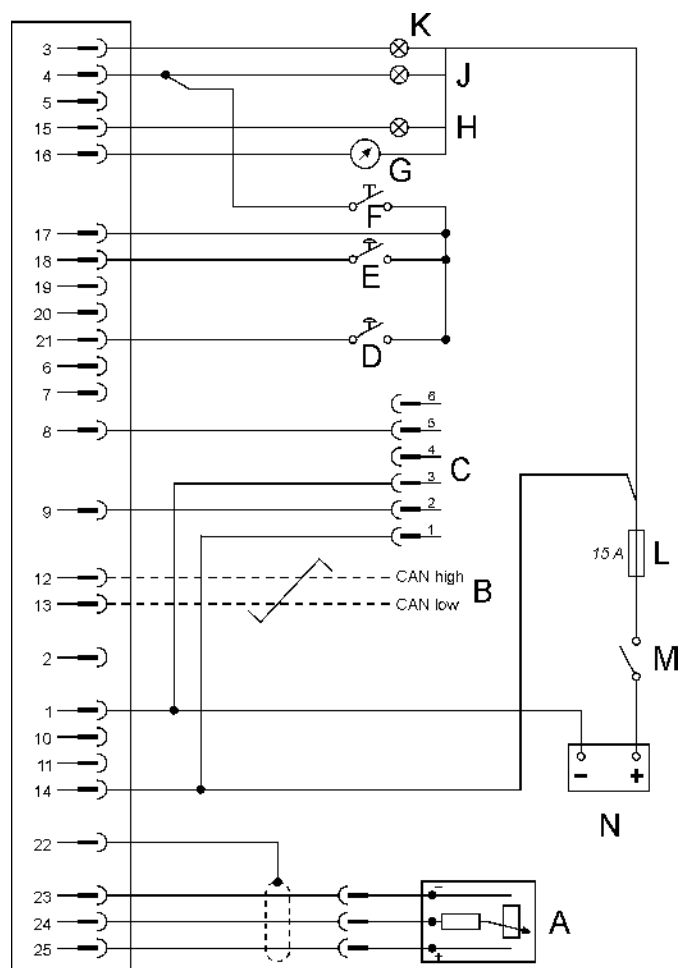 3 K
4 J
5
15 H
16 G
F
17
18 E
19
20
21 D
6
7
6
8 5
4 C
3
9 2
1
15 A L
12 CAN high B
13 CAN low
2 M
1
10
11 - +
14
N
22
23 -
24 A
25 +